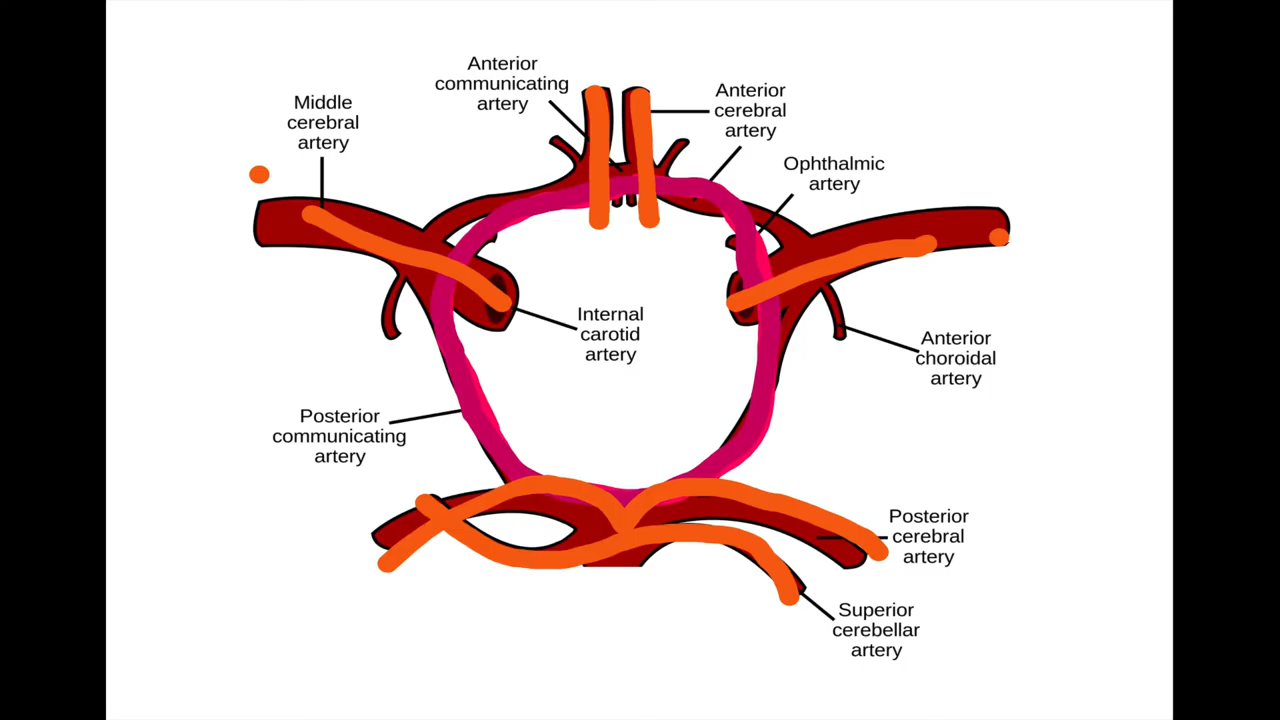 Anterior
communicating
artery
Middle
cerebral
artery
Anterior
cerebral
artery
Ophthalmic
artery
Internal
carotid
artery
Anterior
choroidal
artery
Posterior
communicating
artery
Posterior
cerebral
artery
Superior
cerebellar
artery